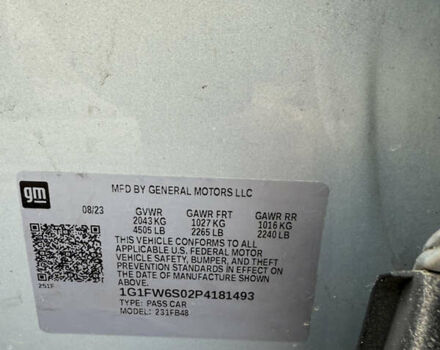 gm
MFD BY GENERAL MOTORS LLC
08/23 GVWR GAWR FRT GAWR RR
2043 KG 1027 KG 1016 KG
4505 LB 2265 LB 2240 LB
THIS VEHICLE CONFORMS TO ALL
APPLICABLE U.S. FEDERAL MOTOR
VEHICLE SAFETY, BUMPER, AND THEFT
PREVENTION STANDARDS IN EFFECT ON
THE DATE OF MANUFACTURE SHOWN
ABOVE.
251F
1G1FW6S02P4181493
TYPE: PASS CAR
MODEL: 231FB48